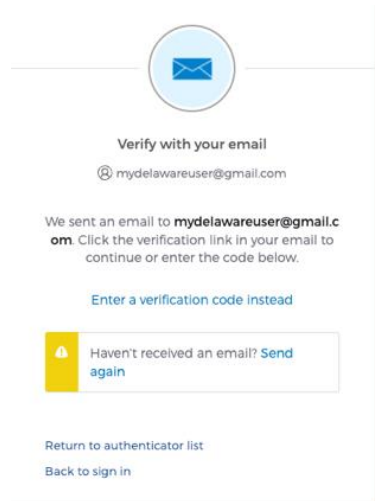 Verify with your email
mydelawareuser@gmail.com
We sent an email to mydelawareuser@gmail.c
om. Click the verification link in your email to
continue or enter the code below.
Enter a verification code instead
Haven't received an email? Send
again
Return to authenticator list
Back to sign in